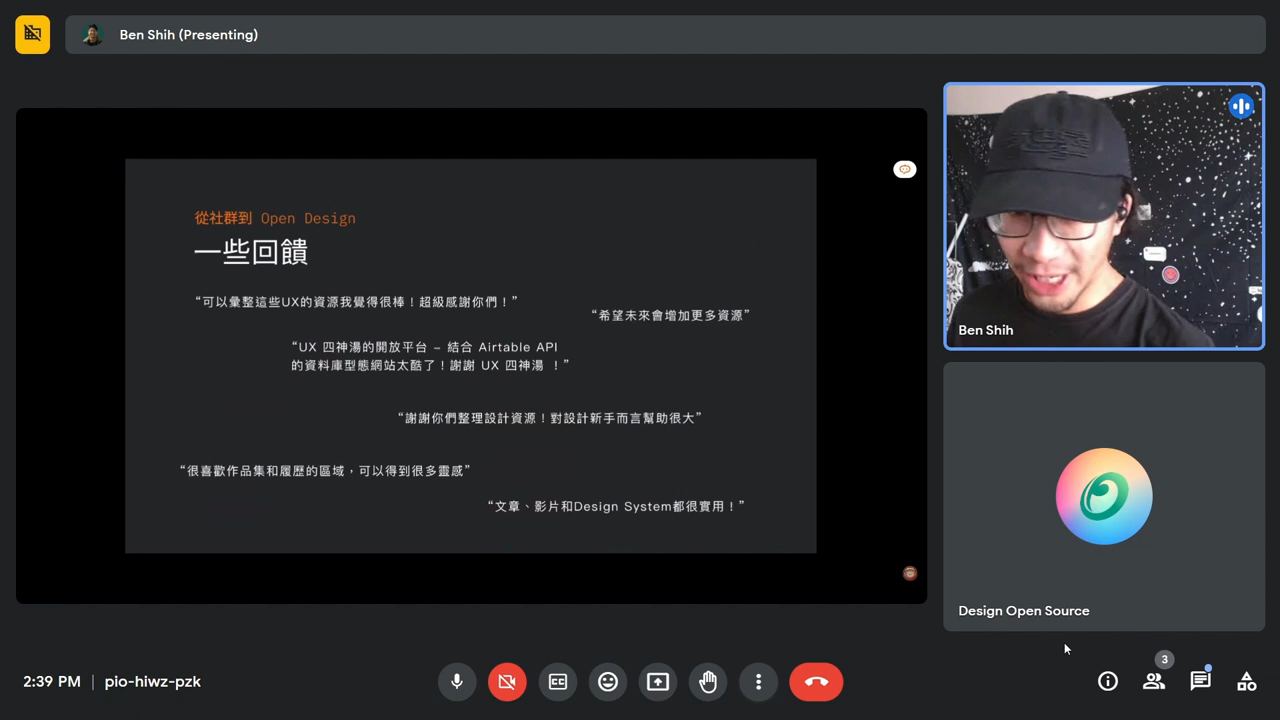 Ben Shih (Presenting)
從社群到 Open Design
一些回饋
“可以彙整這些UX的資源我覺得很棒！超級感謝你們！”
“希望未來會增加更多資源”
“UX 四神湯的開放平台 – 結合 Airtable API
的資料庫型態網站太酷了！謝謝 UX 四神湯 ！”
“謝謝你們整理設計資源！對設計新手而言幫助很大”
“很喜歡作品集和履歷的區域，可以得到很多靈感”
“文章、影片和Design System都很實用！”
Ben Shih
Design Open Source
2:39 PM | pio-hiwz-pzk
3